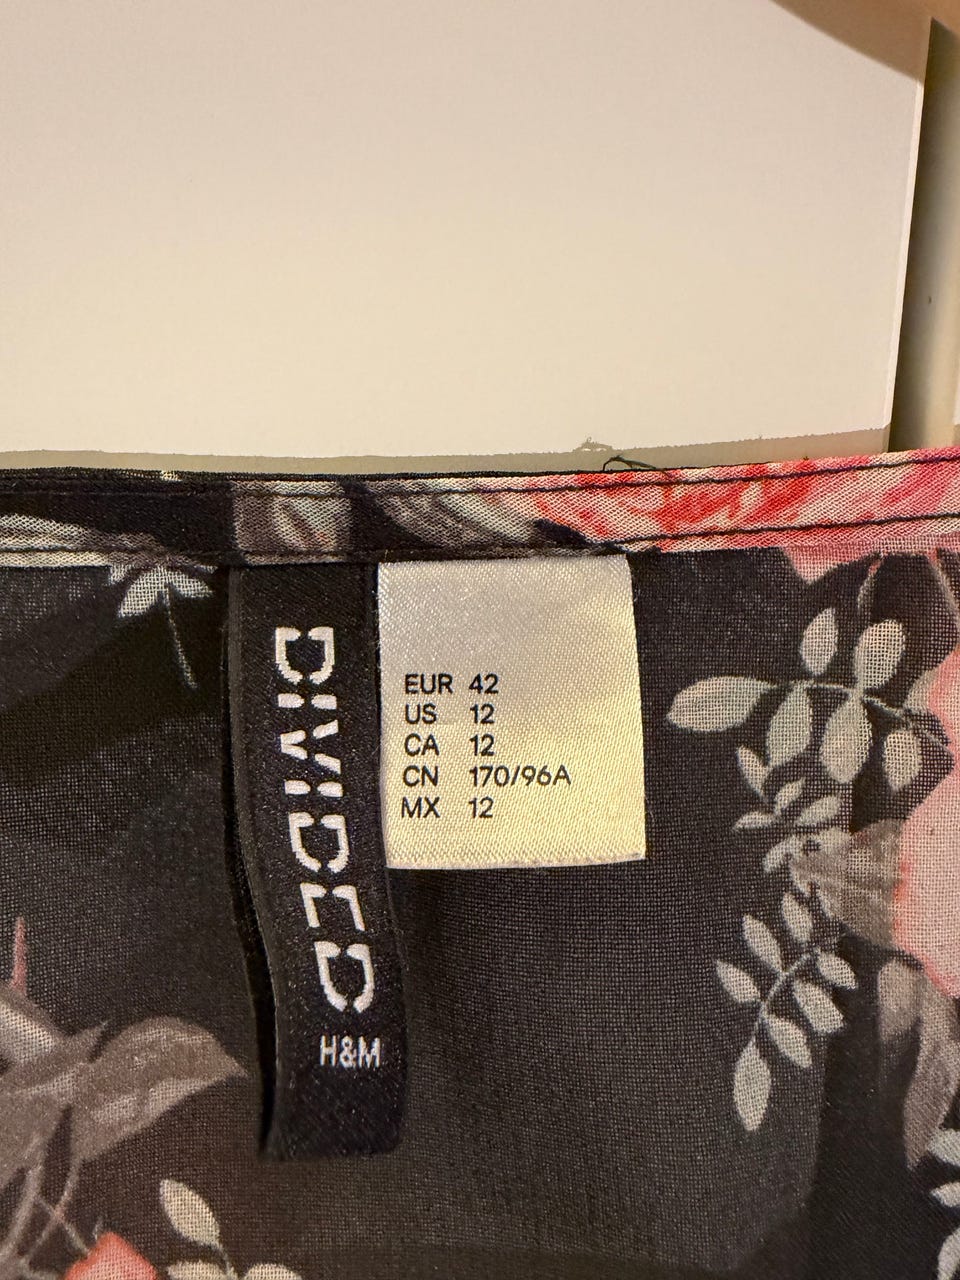 DIVIDED
H&M
EUR 42
US 12
CA 12
CN 170/96A
MX 12